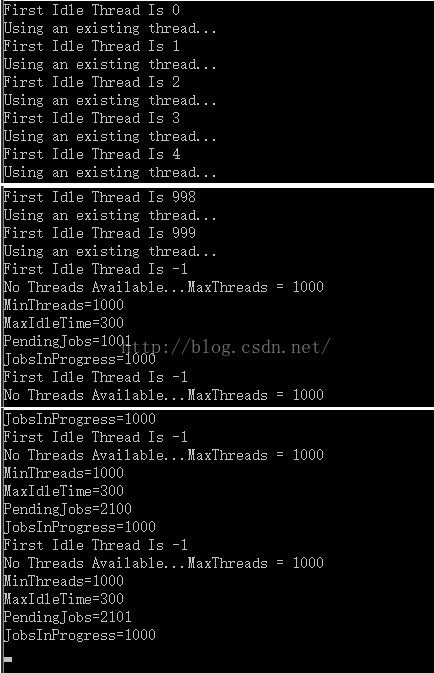 First Idle Thread Is 0
Using an existing thread...
First Idle Thread Is 1
Using an existing thread...
First Idle Thread Is 2
Using an existing thread...
First Idle Thread Is 3
Using an existing thread...
First Idle Thread Is 4
Using an existing thread...
First Idle Thread Is 998
Using an existing thread...
First Idle Thread Is 999
Using an existing thread...
First Idle Thread Is -1
No Threads Available...MaxThreads = 1000
MinThreads=1000
MaxIdleTime=300
http://blog.csdn.net/
PendingJobs=1001
JobsInProgress=1000
First Idle Thread Is -1
No Threads Available...MaxThreads = 1000
JobsInProgress=1000
First Idle Thread Is -1
No Threads Available...MaxThreads = 1000
MinThreads=1000
MaxIdleTime=300
PendingJobs=2100
JobsInProgress=1000
First Idle Thread Is -1
No Threads Available...MaxThreads = 1000
MinThreads=1000
MaxIdleTime=300
PendingJobs=2101
JobsInProgress=1000